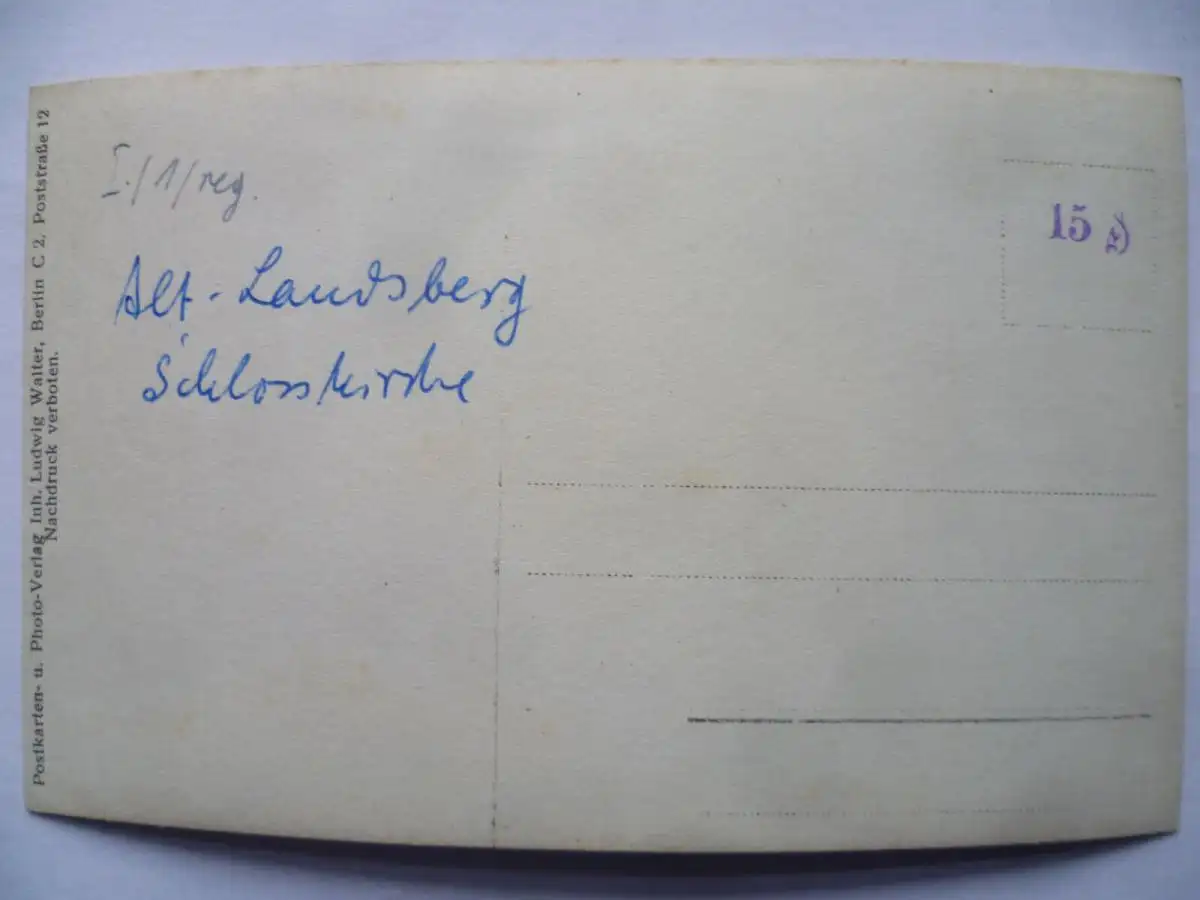 Postkarten- u. Photo-Verlag Inh. Ludwig Walter, Berlin C 2, Poststraße 12
Nachdruck verboten.
I./1/reg.
Alt-Landsberg
Schlosskirche
15